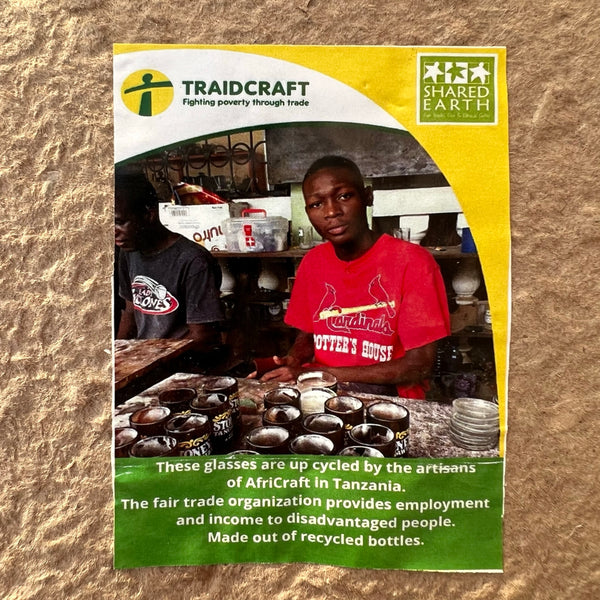 TRAIDCRAFT
Fighting poverty through trade
SHARED
EARTH
LADY
CYCLONES
Cardinals
POTTER'S HOUSE
These glasses are up cycled by the artisans
of AfriCraft in Tanzania.
The fair trade organization provides employment
and income to disadvantaged people.
Made out of recycled bottles.